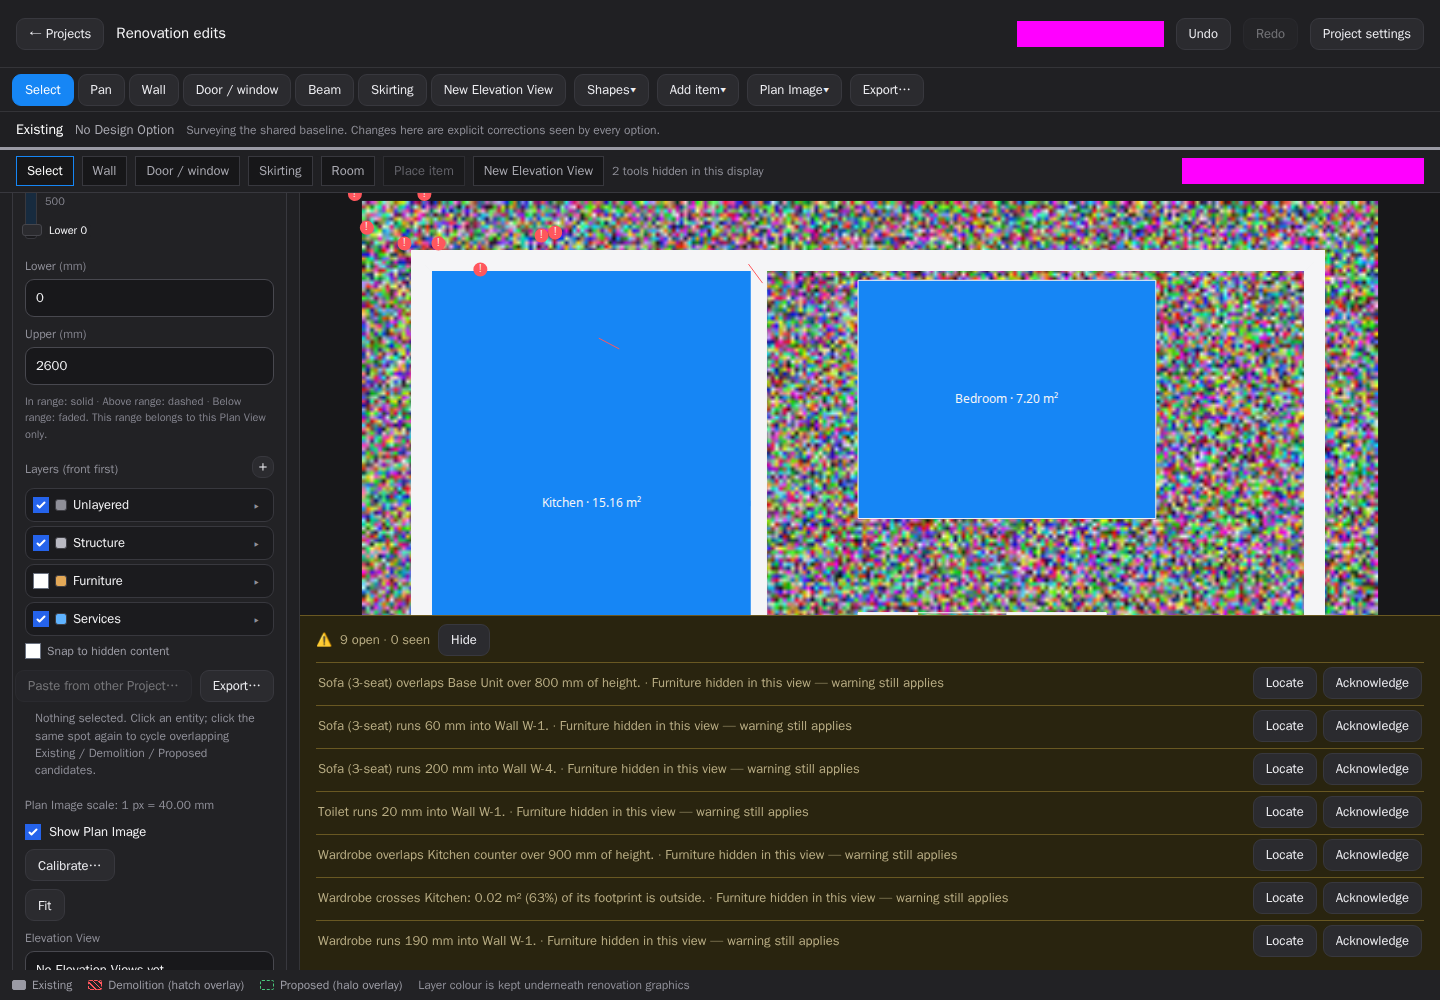 ← Projects
Renovation edits
Undo
Redo
Project settings
Select
Pan
Wall
Door / window
Beam
Skirting
New Elevation View
Shapes▾
Add item▾
Plan Image▾
Export⋯
Existing
No Design Option
Surveying the shared baseline. Changes here are explicit corrections seen by every option.
Select
Wall
Door / window
Skirting
Room
Place item
New Elevation View
2 tools hidden in this display
500
Lower 0
Lower (mm)
0
Upper (mm)
2600
In range: solid · Above range: dashed · Below
range: faded. This range belongs to this Plan View
only.
Layers (front first)
+
Unlayered
Structure
Furniture
Services
Snap to hidden content
Paste from other Project⋯
Export⋯
Nothing selected. Click an entity; click the
same spot again to cycle overlapping
Existing / Demolition / Proposed
candidates.
Plan Image scale: 1 px = 40.00 mm
Show Plan Image
Calibrate⋯
Fit
Elevation View
No Elevation Views yet
Kitchen · 15.16 m²
Bedroom · 7.20 m²
9 open · 0 seen
Hide
Sofa (3-seat) overlaps Base Unit over 800 mm of height. · Furniture hidden in this view — warning still applies
Locate
Acknowledge
Sofa (3-seat) runs 60 mm into Wall W-1. · Furniture hidden in this view — warning still applies
Locate
Acknowledge
Sofa (3-seat) runs 200 mm into Wall W-4. · Furniture hidden in this view — warning still applies
Locate
Acknowledge
Toilet runs 20 mm into Wall W-1. · Furniture hidden in this view — warning still applies
Locate
Acknowledge
Wardrobe overlaps Kitchen counter over 900 mm of height. · Furniture hidden in this view — warning still applies
Locate
Acknowledge
Wardrobe crosses Kitchen: 0.02 m² (63%) of its footprint is outside. · Furniture hidden in this view — warning still applies
Locate
Acknowledge
Wardrobe runs 190 mm into Wall W-1. · Furniture hidden in this view — warning still applies
Locate
Acknowledge
Existing
Demolition (hatch overlay)
Proposed (halo overlay)
Layer colour is kept underneath renovation graphics